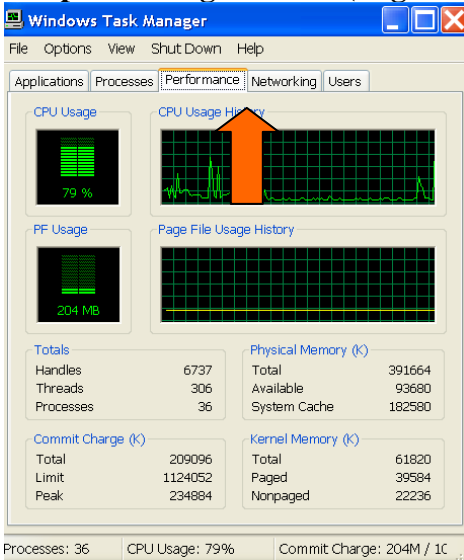 Windows Task Manager
File Options View Shut Down Help
Applications Processes Performance Networking Users
CPU Usage CPU Usage History
79 %
PF Usage Page File Usage History
204 MB
Totals Physical Memory (K)
Handles 6737 Total 391664
Threads 306 Available 93680
Processes 36 System Cache 182580
Commit Charge (K) Kernel Memory (K)
Total 209096 Total 61820
Limit 1124052 Paged 39584
Peak 234884 Nonpaged 22236
Processes: 36 CPU Usage: 79% Commit Charge: 204M / 10